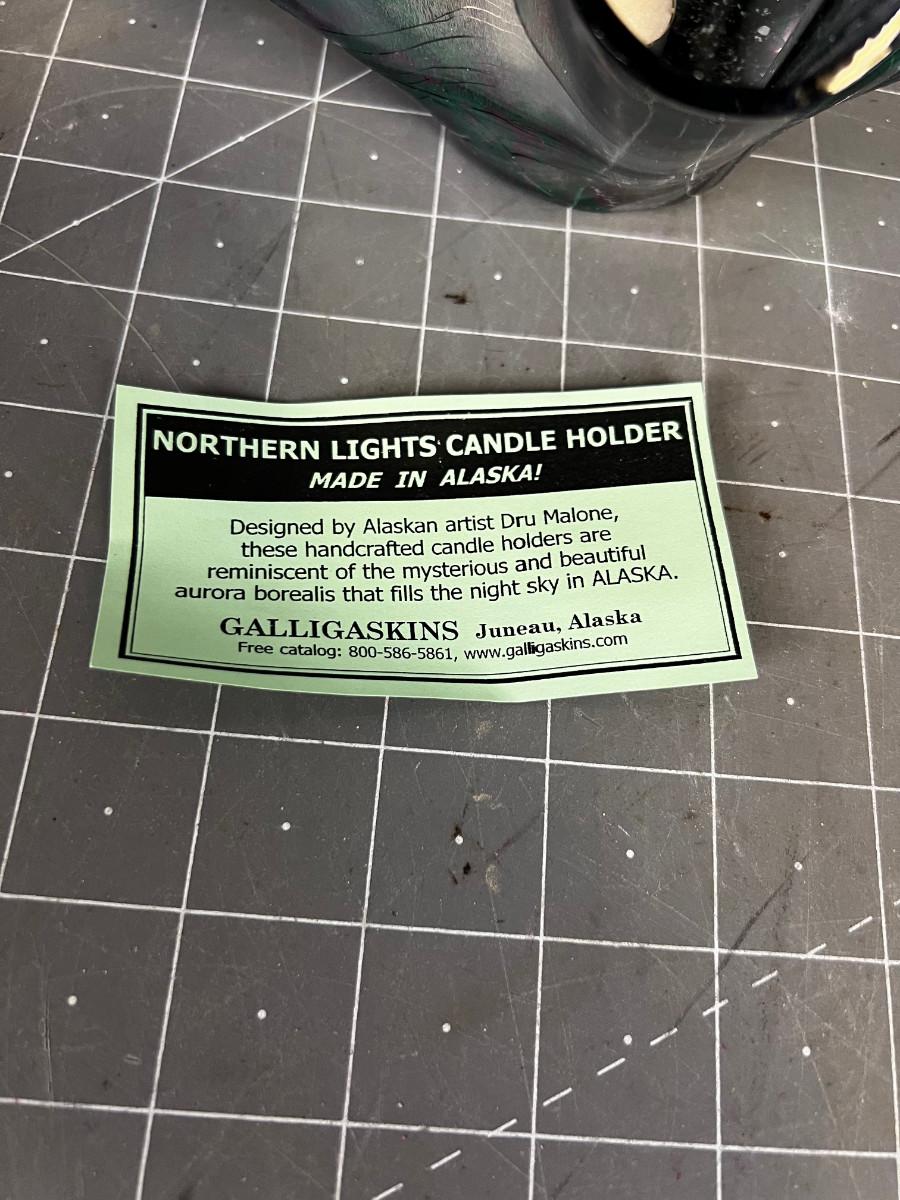 NORTHERN LIGHTS CANDLE HOLDER
MADE IN ALASKA!
Designed by Alaskan artist Dru Malone,
these handcrafted candle holders are
reminiscent of the mysterious and beautiful
aurora borealis that fills the night sky in ALASKA.
GALLIGASKINS Juneau, Alaska
Free catalog: 800-586-5861, www.galligaskins.com